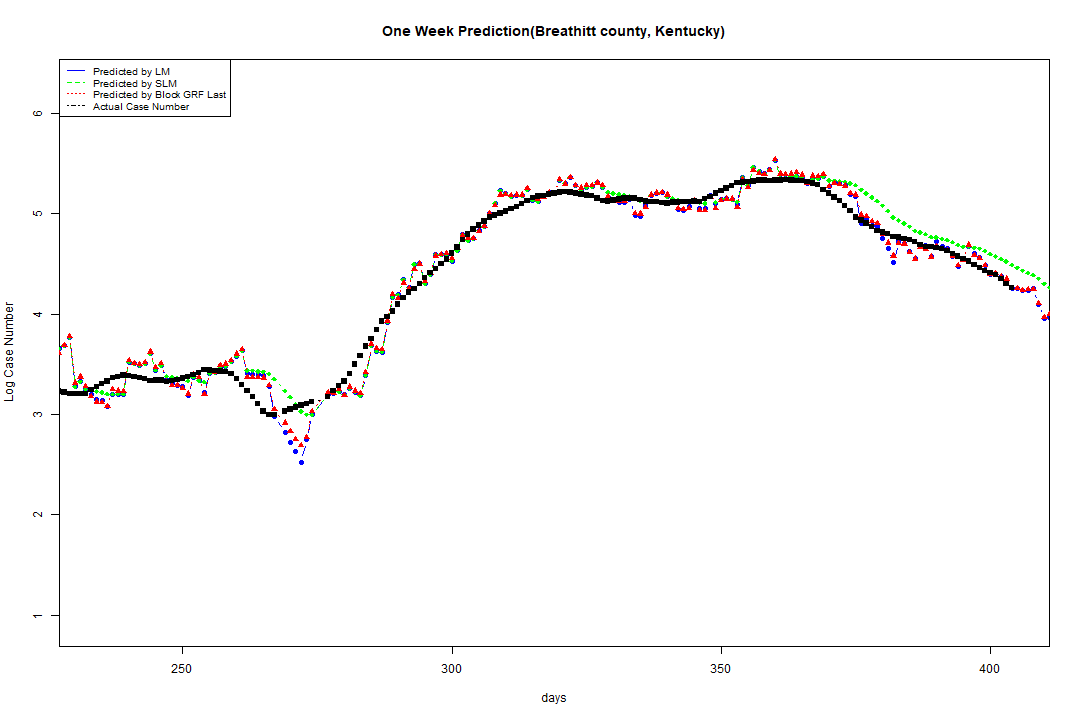 One Week Prediction(Breathitt county, Kentucky)
Predicted by LM
Predicted by SLM
Predicted by Block GRF Last
Actual Case Number
6
5
4
3
2
1
Log Case Number
250 300 350 400
days